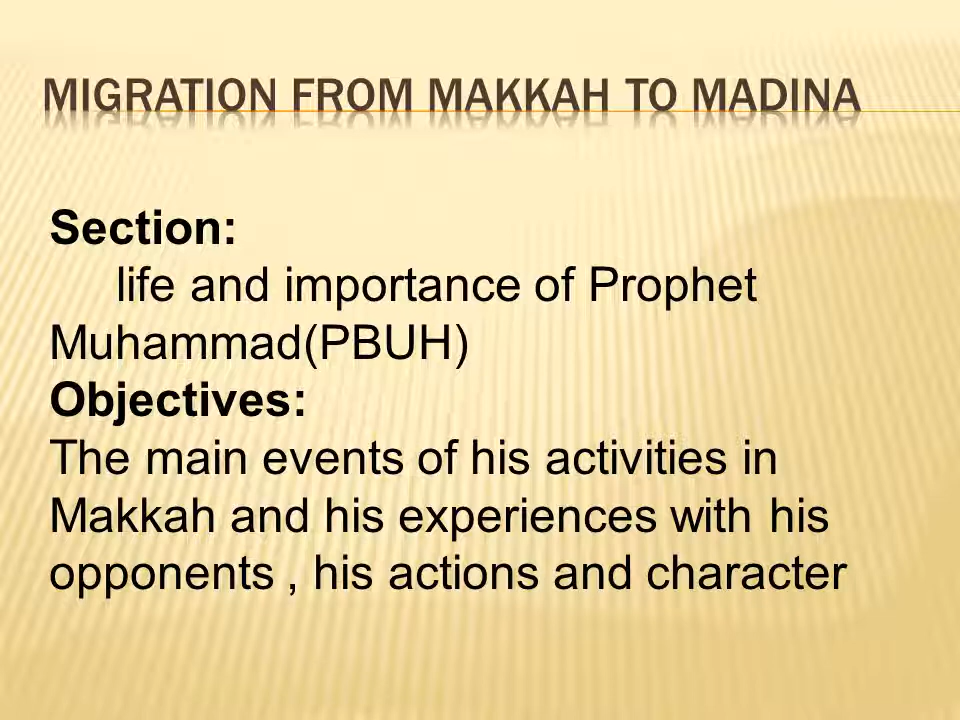 MIGRATION FROM MAKKAH TO MADINA
Section:
life and importance of Prophet
Muhammad(PBUH)
Objectives:
The main events of his activities in
Makkah and his experiences with his
opponents , his actions and character